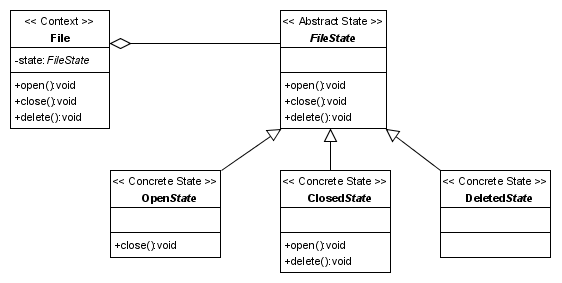 << Context >>
File
-state: FileState
+open():void
+close():void
+delete():void
<< Abstract State >>
FileState
+open():void
+close():void
+delete():void
<< Concrete State >>
OpenState
+close():void
<< Concrete State >>
ClosedState
+open():void
+delete():void
<< Concrete State >>
DeletedState